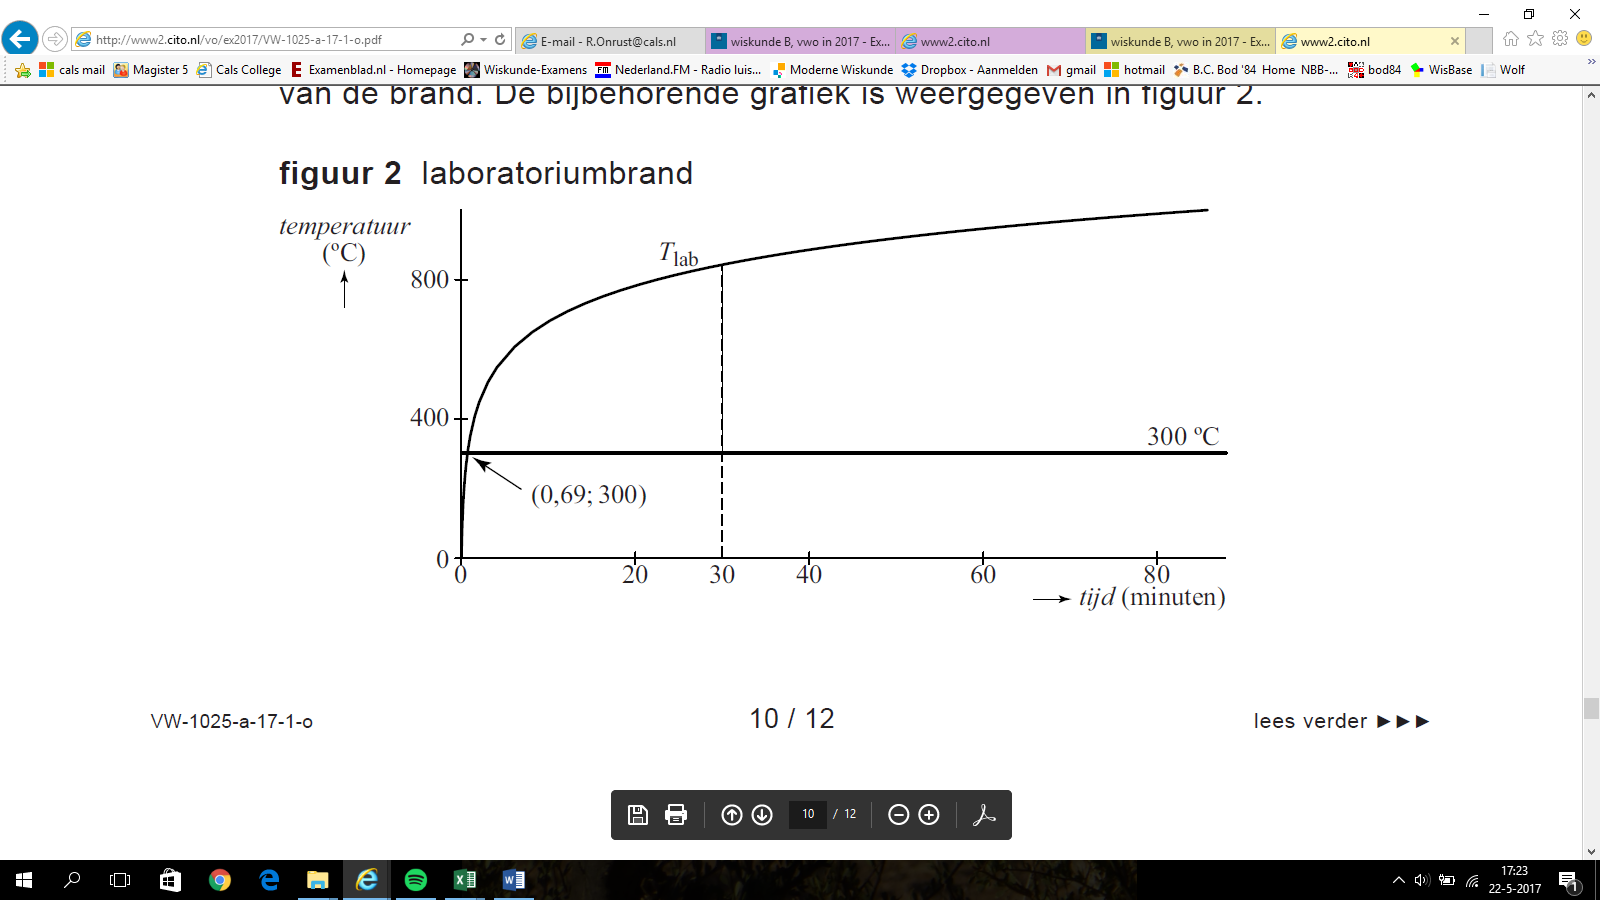 http://www2.cito.nl/vo/ex2017/VW-1025-a-17-1-o.pdf
E-mail - R.Onrust@cals.nl
wiskunde B, vwo in 2017 - Ex...
www2.cito.nl
wiskunde B, vwo in 2017 - Ex...
www2.cito.nl
cals mail
Magister 5
Cals College
Examenblad.nl - Homepage
Wiskunde-Examens
Nederland.FM - Radio luis...
Moderne Wiskunde
Dropbox - Aanmelden
gmail
hotmail
B.C. Bod '84 Home NBB-...
bod84
WisBase
Wolf
van de brand. De bijbehorende grafiek is weergegeven in figuur 2.
figuur 2 laboratoriumbrand
temperatuur
(ºC)
800
400
0
Tlab
300 ºC
(0,69; 300)
0 20 30 40 60 80
tijd (minuten)
VW-1025-a-17-1-o
10 / 12
lees verder ►►►
10 / 12
17:23
22-5-2017
1